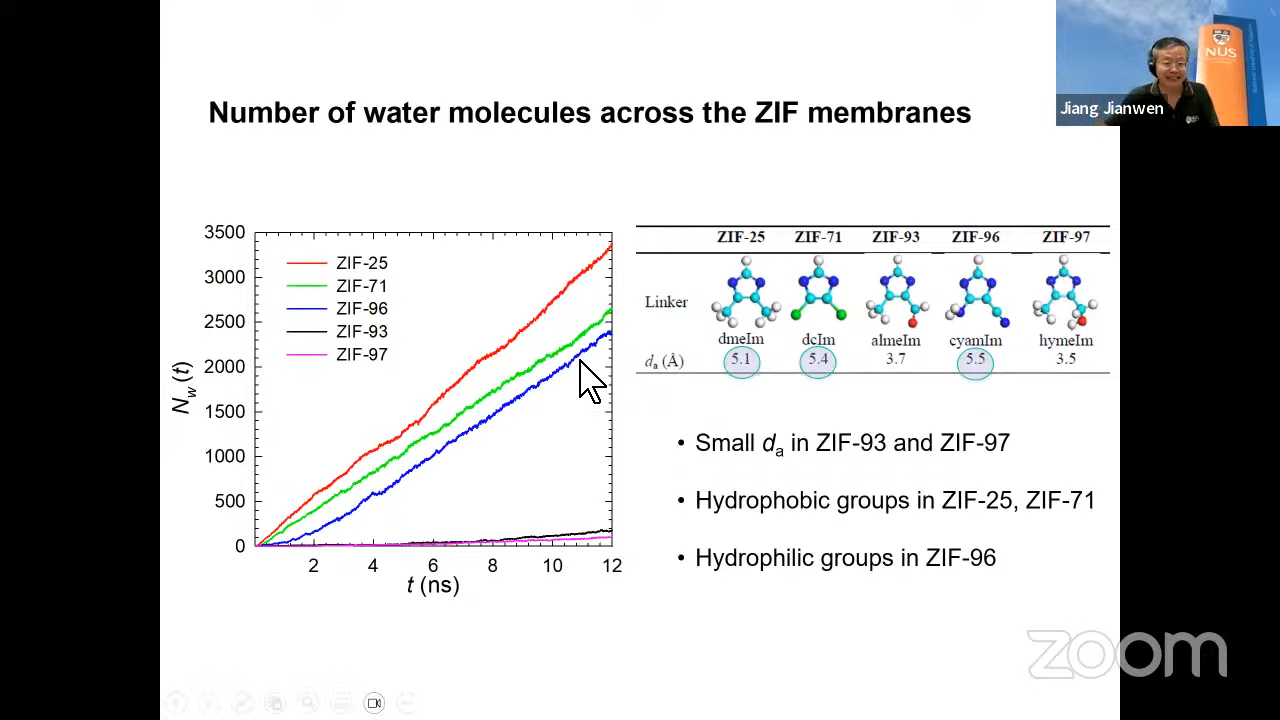 NUS
Jiang Jianwen
Number of water molecules across the ZIF membranes
3500
3000
2500
2000
1500
1000
500
0
N_w (t)
ZIF-25
ZIF-71
ZIF-96
ZIF-93
ZIF-97
2 4 6 8 10 12
t (ns)
ZIF-25 ZIF-71 ZIF-93 ZIF-96 ZIF-97
Linker
dmeIm dcIm almeIm cyamIm hymeIm
d_a (Å) 5.1 5.4 3.7 5.5 3.5
• Small d_a in ZIF-93 and ZIF-97
• Hydrophobic groups in ZIF-25, ZIF-71
• Hydrophilic groups in ZIF-96
zoom